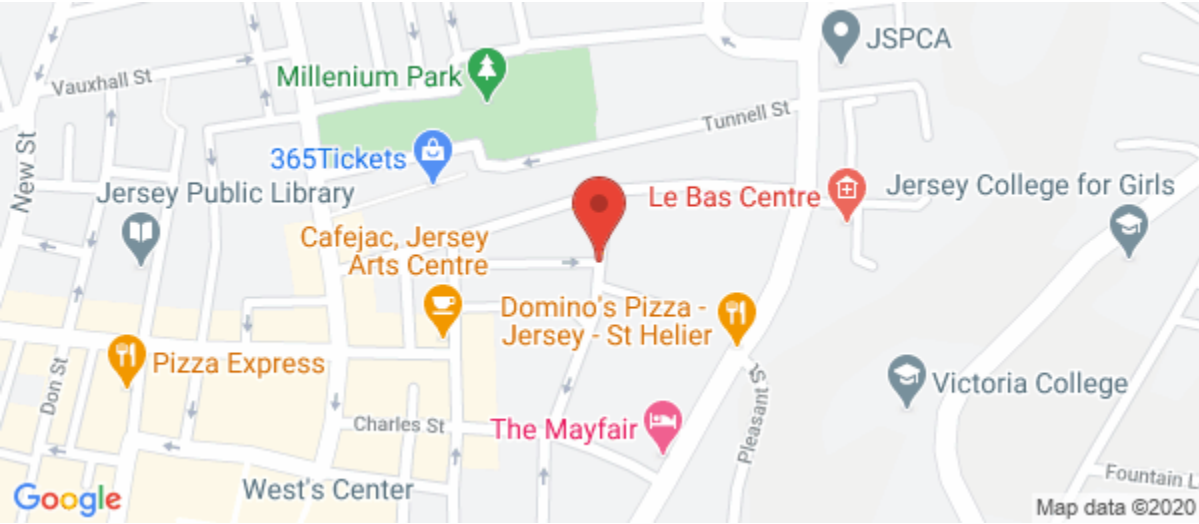 JSPCA
Millenium Park
Vauxhall St
Tunnell St
New St
365Tickets
Jersey Public Library
Le Bas Centre
Jersey College for Girls
Cafejac, Jersey
Arts Centre
Domino's Pizza -
Jersey - St Helier
Pizza Express
Don St
Pleasant St
Victoria College
Charles St
The Mayfair
West's Center
Fountain L
Google
Map data ©2020